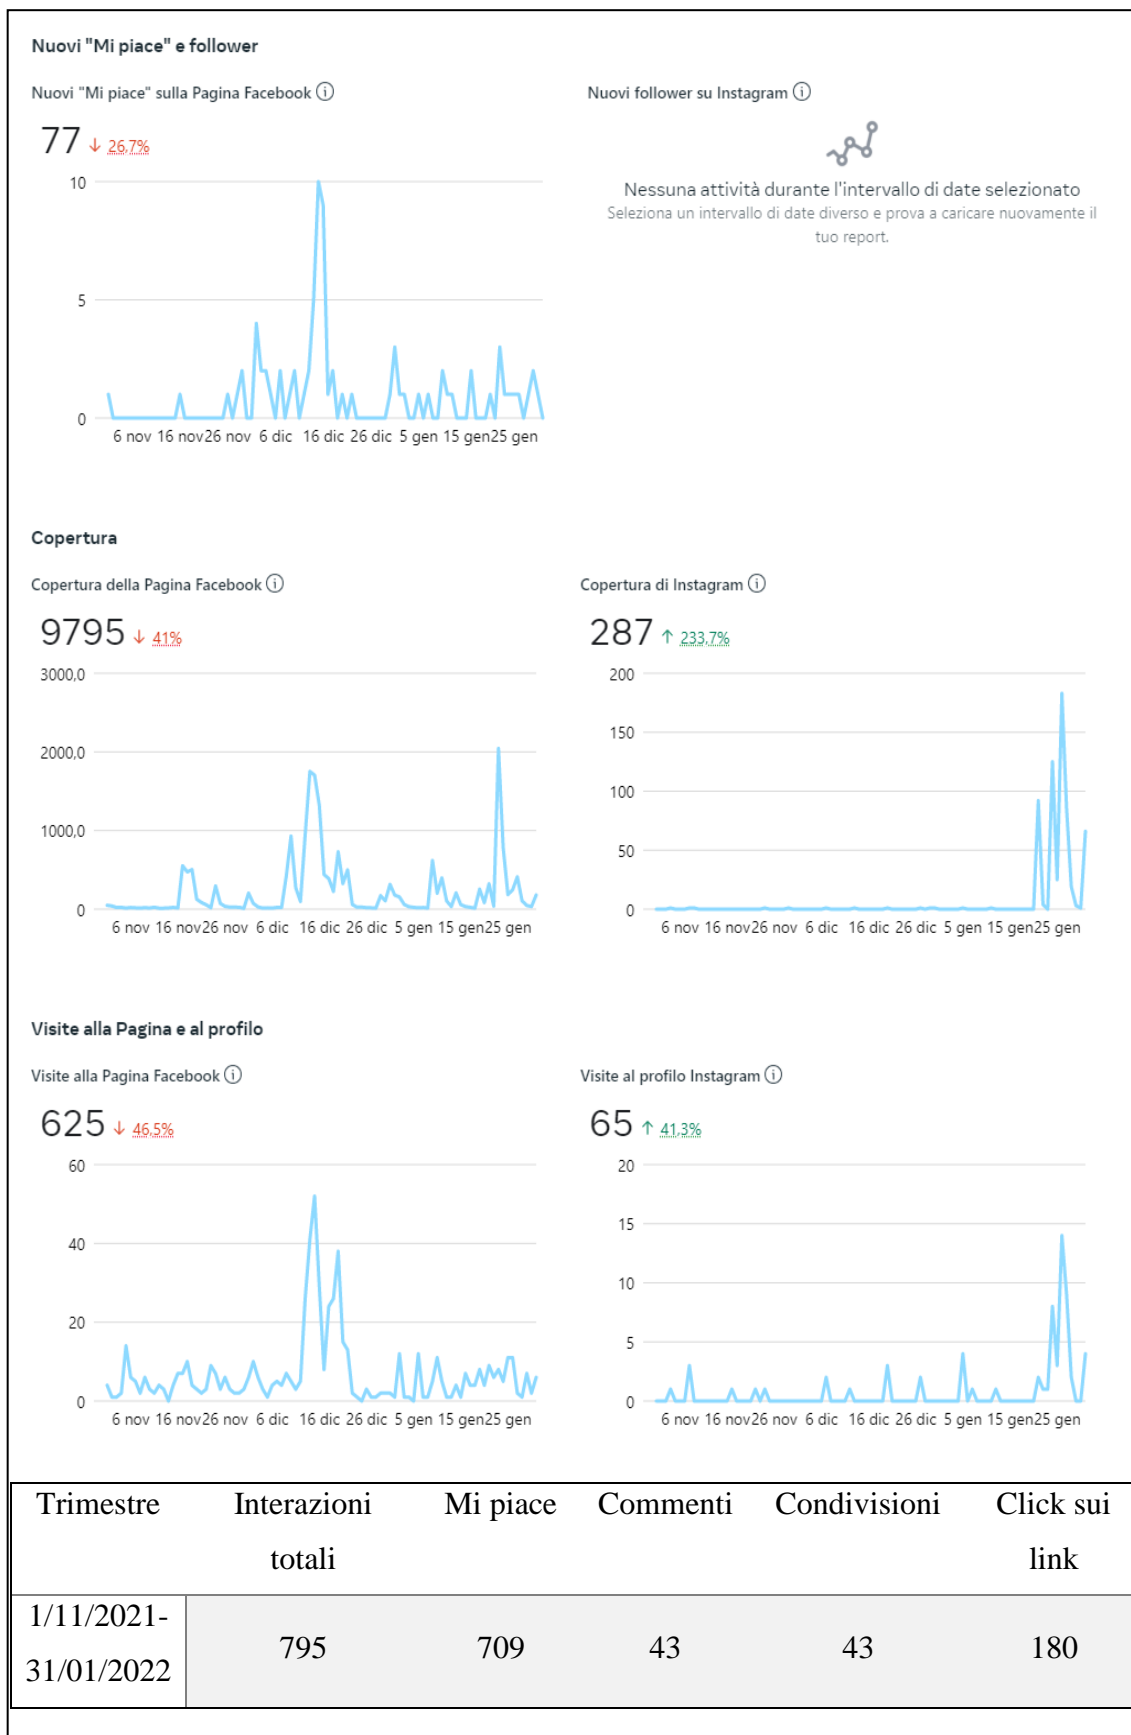 Nuovi "Mi piace" e follower
Nuovi "Mi piace" sulla Pagina Facebook
77 ↓ 26,7%
10
5
0
6 nov 16 nov 26 nov 6 dic 16 dic 26 dic 5 gen 15 gen 25 gen
Nuovi follower su Instagram
Nessuna attività durante l'intervallo di date selezionato
Seleziona un intervallo di date diverso e prova a caricare nuovamente il
tuo report.
Copertura
Copertura della Pagina Facebook
9795 ↓ 41%
3000,0
2000,0
1000,0
0
6 nov 16 nov 26 nov 6 dic 16 dic 26 dic 5 gen 15 gen 25 gen
Copertura di Instagram
287 ↑ 233,7%
200
150
100
50
0
6 nov 16 nov 26 nov 6 dic 16 dic 26 dic 5 gen 15 gen 25 gen
Visite alla Pagina e al profilo
Visite alla Pagina Facebook
625 ↓ 46,5%
60
40
20
0
6 nov 16 nov 26 nov 6 dic 16 dic 26 dic 5 gen 15 gen 25 gen
Visite al profilo Instagram
65 ↑ 41,3%
20
15
10
5
0
6 nov 16 nov 26 nov 6 dic 16 dic 26 dic 5 gen 15 gen 25 gen
Trimestre Interazioni Mi piace Commenti Condivisioni Click sui
totali link
1/11/2021-
795 709 43 43 180
31/01/2022